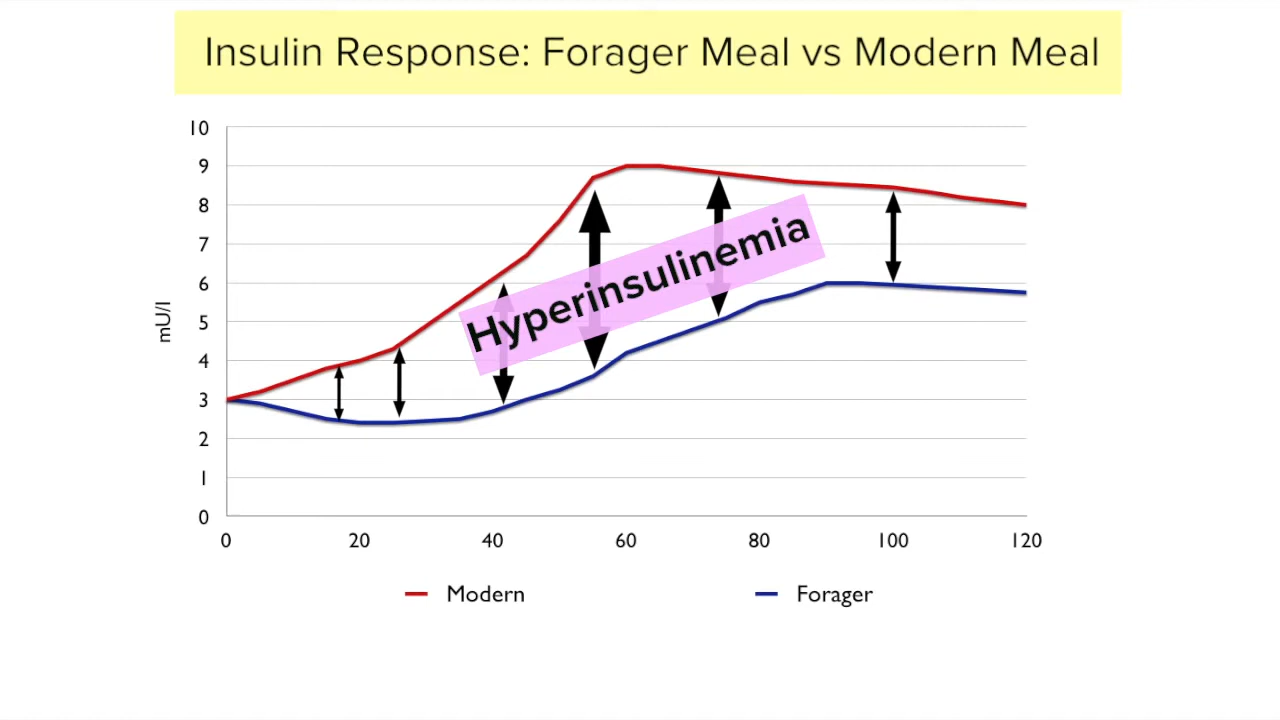 Insulin Response: Forager Meal vs Modern Meal
10
9
8
7
6
5
4
3
2
1
0
mU/l
Hyperinsulinemia
0 20 40 60 80 100 120
Modern Forager